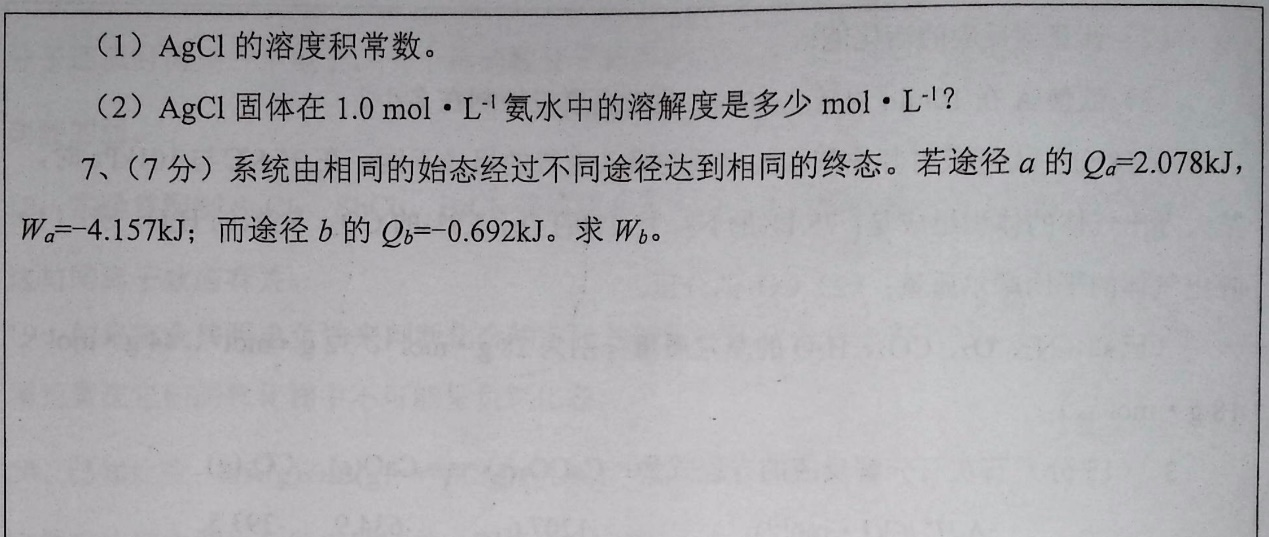 （1）AgCl 的溶度积常数。
（2）AgCl 固体在 1.0 mol·L⁻¹ 氨水中的溶解度是多少 mol·L⁻¹？
7、（7 分）系统由相同的始态经过不同途径达到相同的终态。若途径 a 的 Qa=2.078kJ，
Wa=−4.157kJ；而途径 b 的 Qb=−0.692kJ。求 Wb。